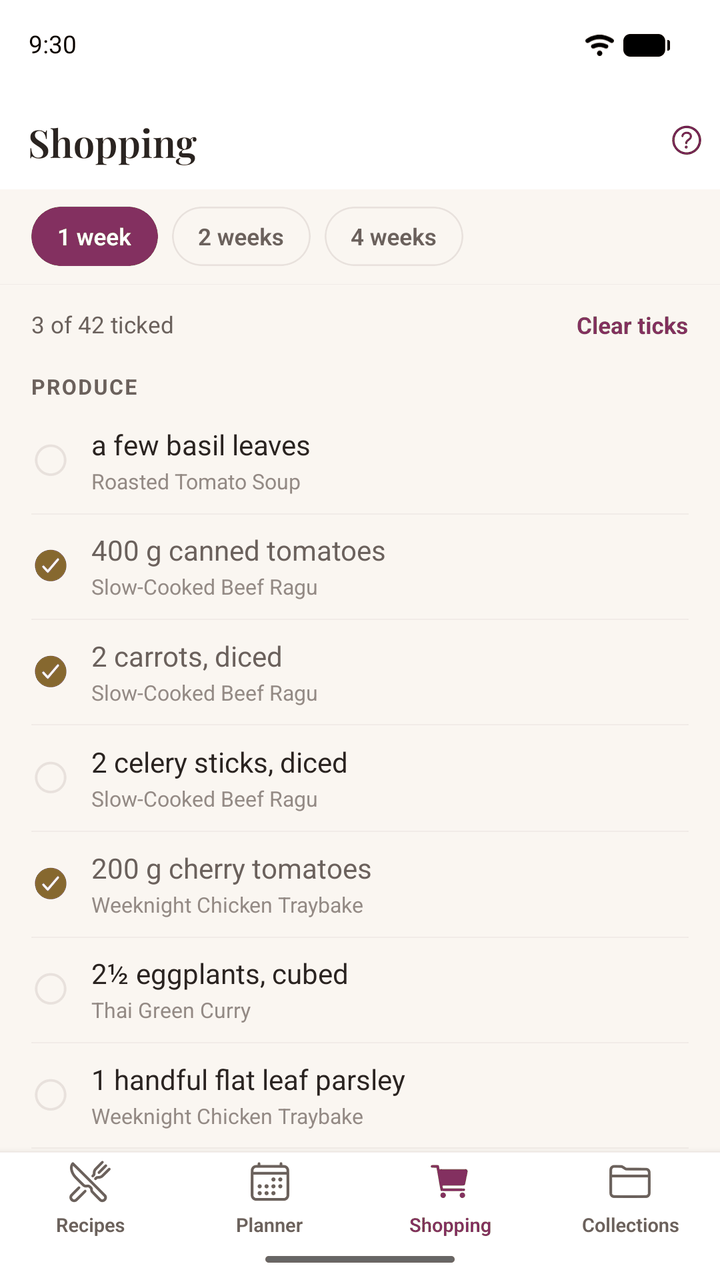 9:30
Shopping
1 week
2 weeks
4 weeks
3 of 42 ticked
Clear ticks
PRODUCE
a few basil leaves
Roasted Tomato Soup
400 g canned tomatoes
Slow-Cooked Beef Ragu
2 carrots, diced
Slow-Cooked Beef Ragu
2 celery sticks, diced
Slow-Cooked Beef Ragu
200 g cherry tomatoes
Weeknight Chicken Traybake
2½ eggplants, cubed
Thai Green Curry
1 handful flat leaf parsley
Weeknight Chicken Traybake
Recipes
Planner
Shopping
Collections